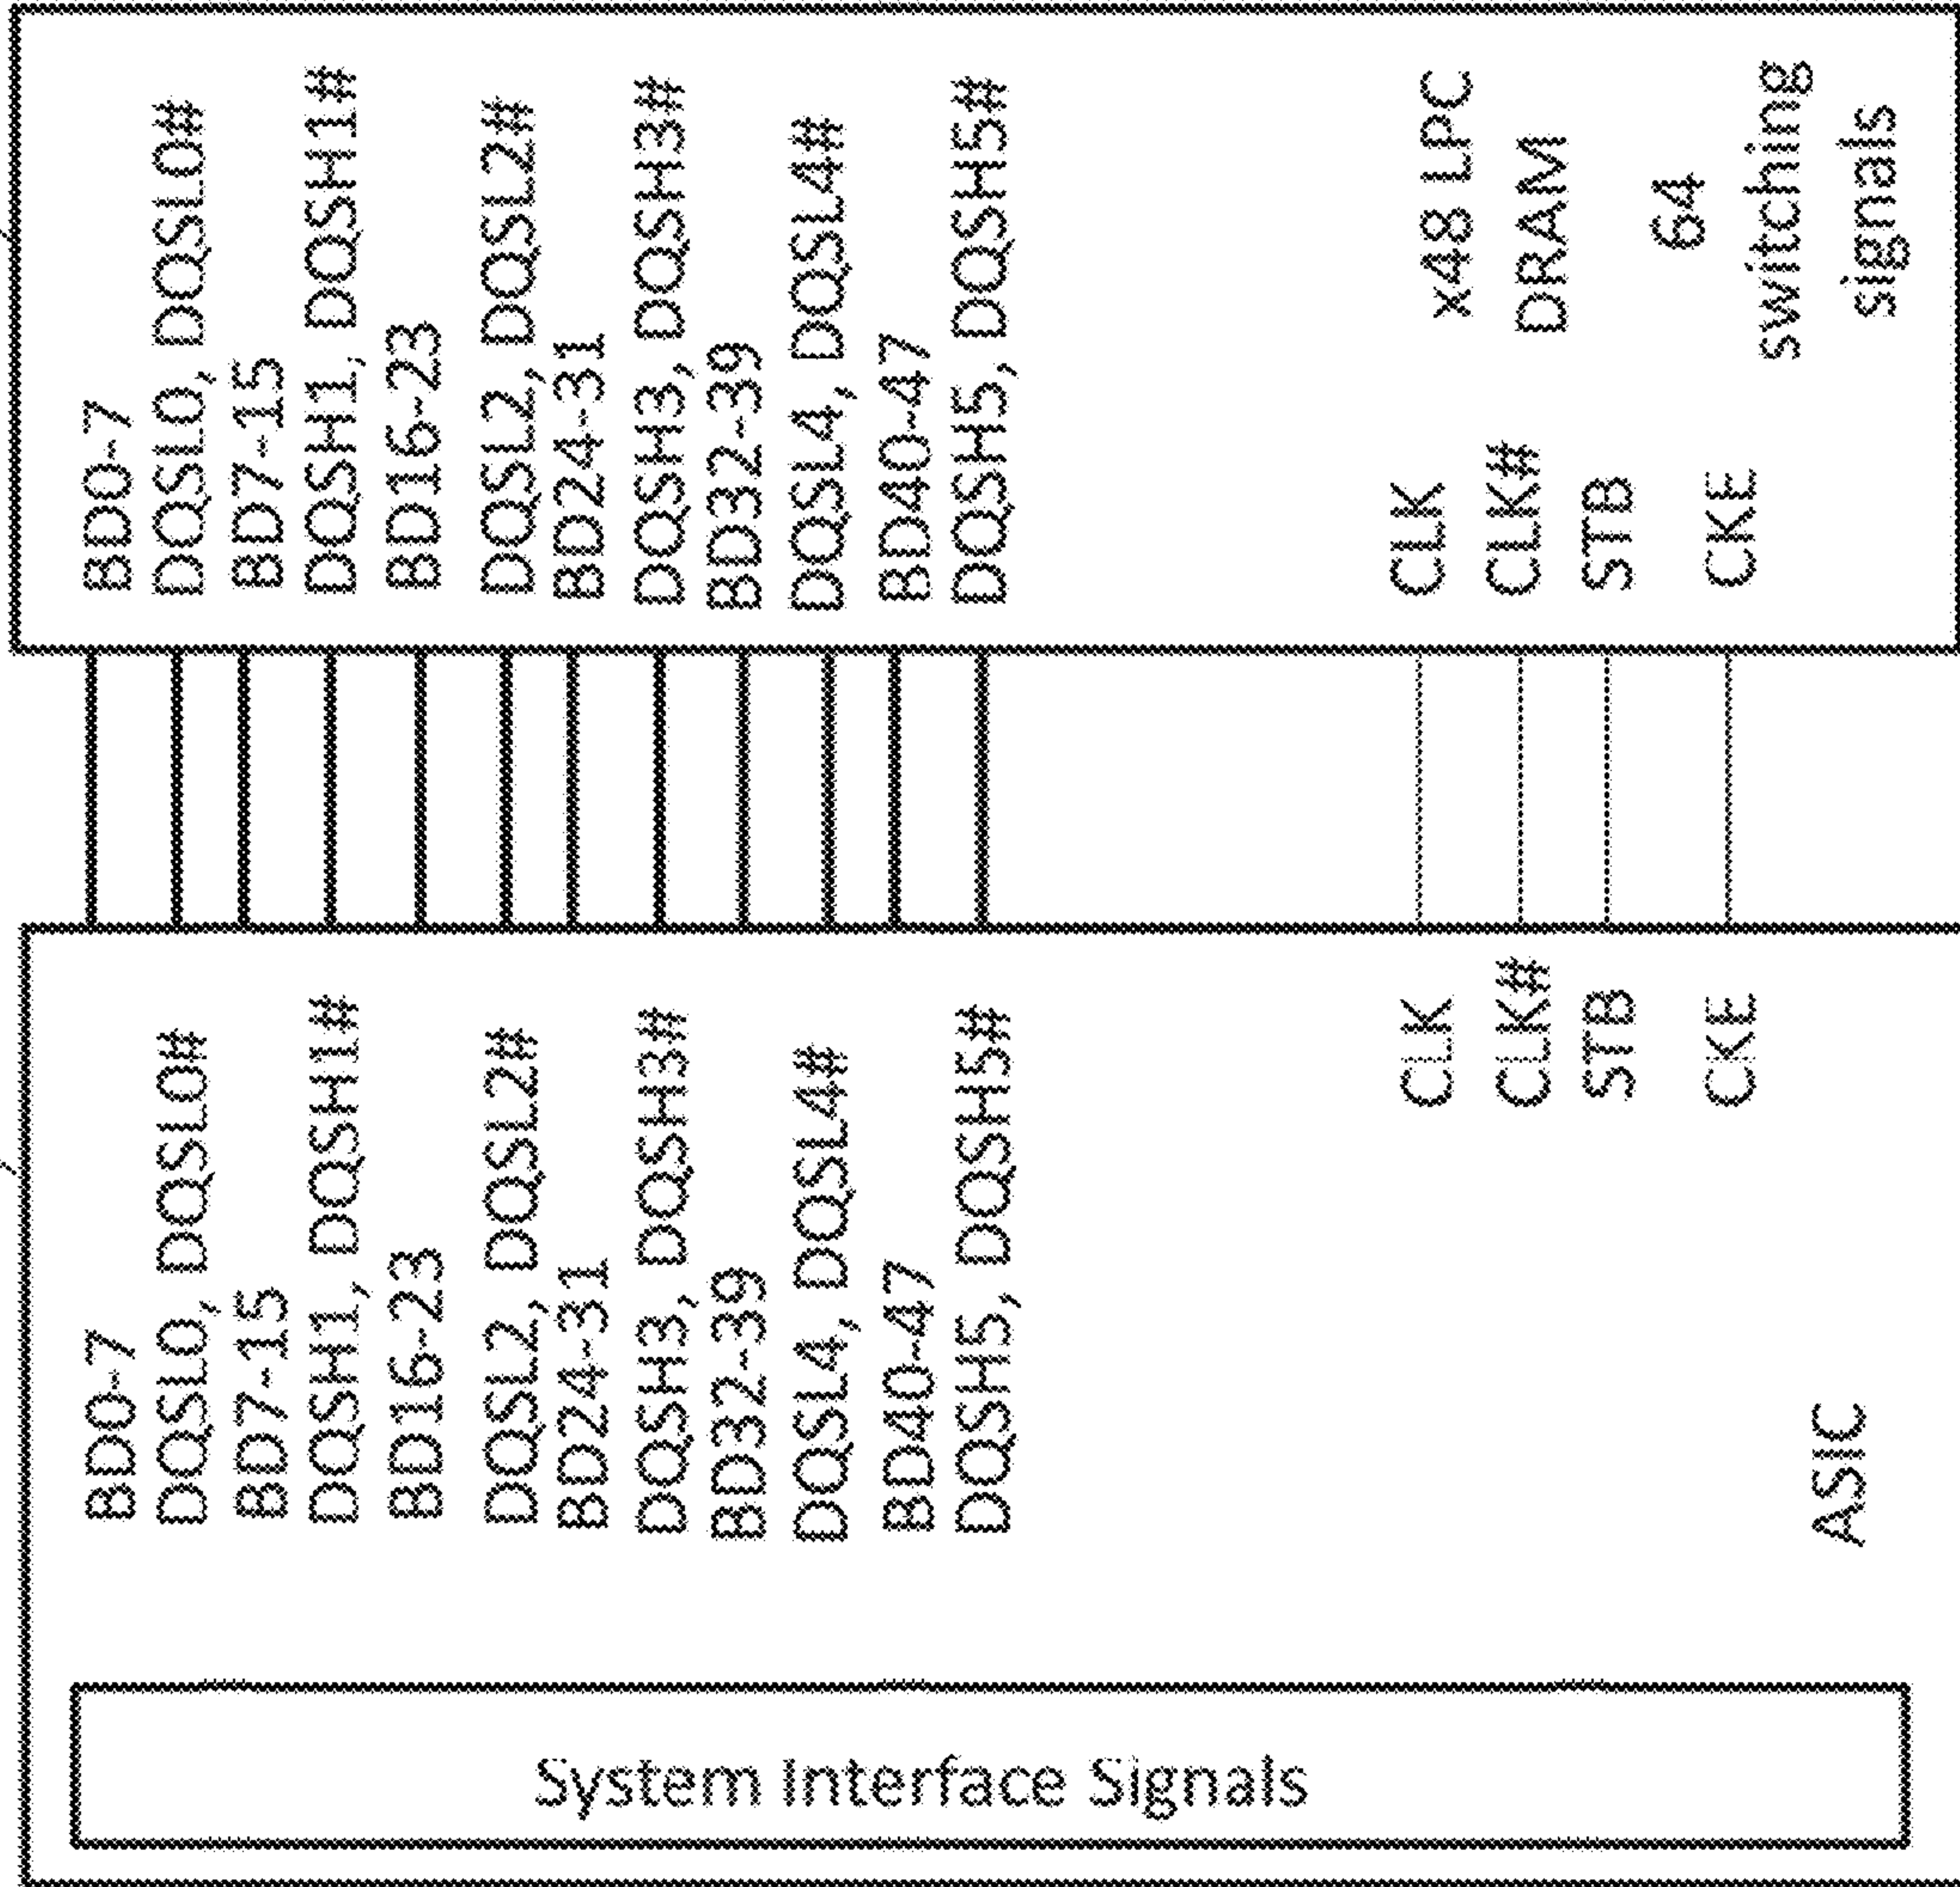 BD0-7
DQSL0, DQSL0#
BD7-15
DQSH1, DQSH1#
BD16-23
DQSL2, DQSL2#
BD24-31
DQSH3, DQSH3#
BD32-39
DQSL4, DQSL4#
BD40-47
DQSH5, DQSH5#
CLK
CLK#
STB
CKE
x48 LPC
DRAM
64
switching
signals
BD0-7
DQSL0, DQSL0#
BD7-15
DQSH1, DQSH1#
BD16-23
DQSL2, DQSL2#
BD24-31
DQSH3, DQSH3#
BD32-39
DQSL4, DQSL4#
BD40-47
DQSH5, DQSH5#
CLK
CLK#
STB
CKE
ASIC
System Interface Signals